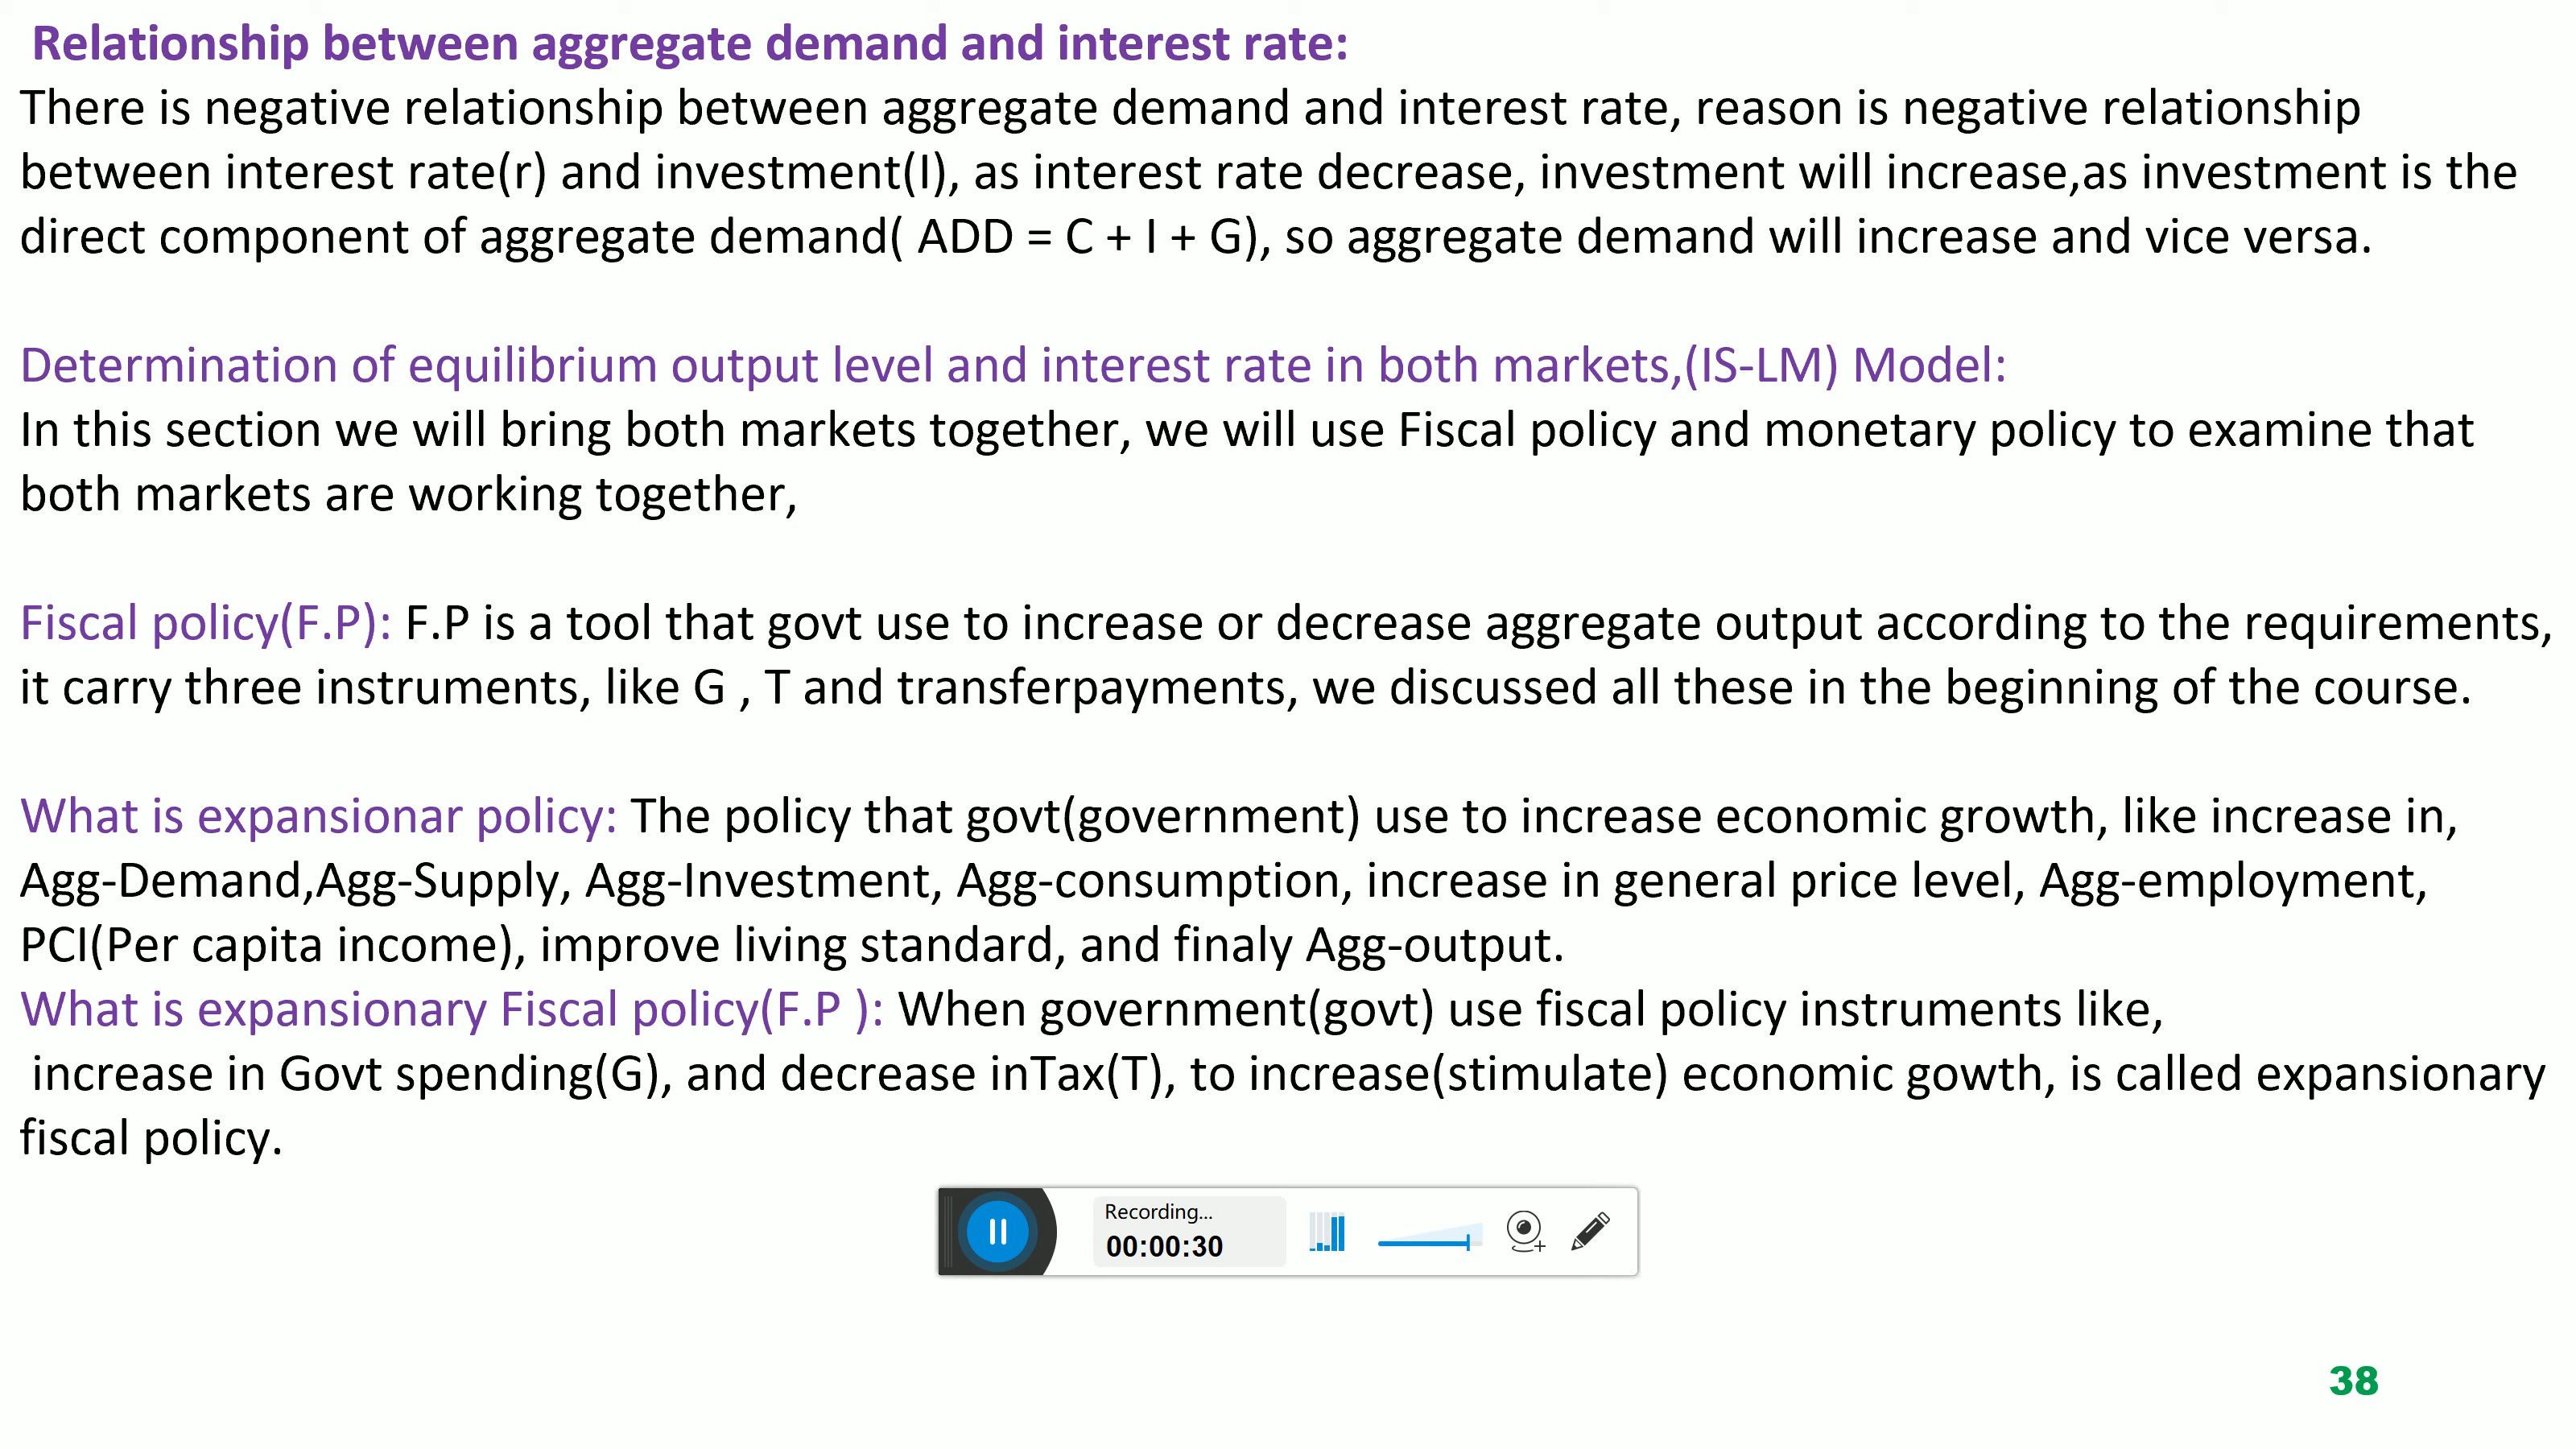 Relationship between aggregate demand and interest rate:
There is negative relationship between aggregate demand and interest rate, reason is negative relationship
between interest rate(r) and investment(I), as interest rate decrease, investment will increase,as investment is the
direct component of aggregate demand( ADD = C + I + G), so aggregate demand will increase and vice versa.
Determination of equilibrium output level and interest rate in both markets,(IS-LM) Model:
In this section we will bring both markets together, we will use Fiscal policy and monetary policy to examine that
both markets are working together,
Fiscal policy(F.P): F.P is a tool that govt use to increase or decrease aggregate output according to the requirements,
it carry three instruments, like G , T and transferpayments, we discussed all these in the beginning of the course.
What is expansionar policy: The policy that govt(government) use to increase economic growth, like increase in,
Agg-Demand,Agg-Supply, Agg-Investment, Agg-consumption, increase in general price level, Agg-employment,
PCI(Per capita income), improve living standard, and finaly Agg-output.
What is expansionary Fiscal policy(F.P ): When government(govt) use fiscal policy instruments like,
increase in Govt spending(G), and decrease inTax(T), to increase(stimulate) economic gowth, is called expansionary
fiscal policy.
Recording...
00:00:30
38